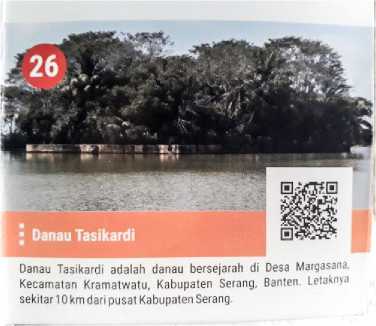 26
Danau Tasikardi
Danau Tasikardi adalah danau bersejarah di Desa Margasana,
Kecamatan Kramatwatu, Kabupaten Serang, Banten. Letaknya
sekitar 10 km dari pusat Kabupaten Serang.